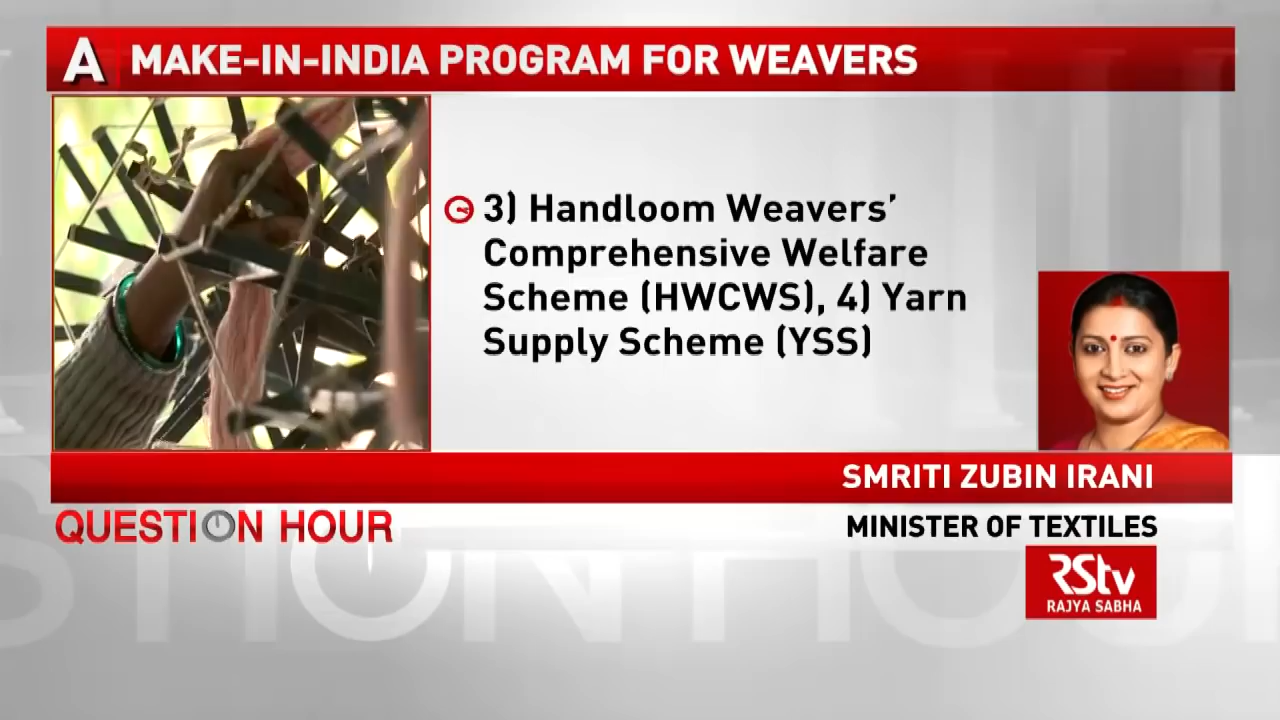 A MAKE-IN-INDIA PROGRAM FOR WEAVERS
3) Handloom Weavers’
Comprehensive Welfare
Scheme (HWCWS), 4) Yarn
Supply Scheme (YSS)
SMRITI ZUBIN IRANI
QUESTION HOUR
MINISTER OF TEXTILES
RStv
RAJYA SABHA